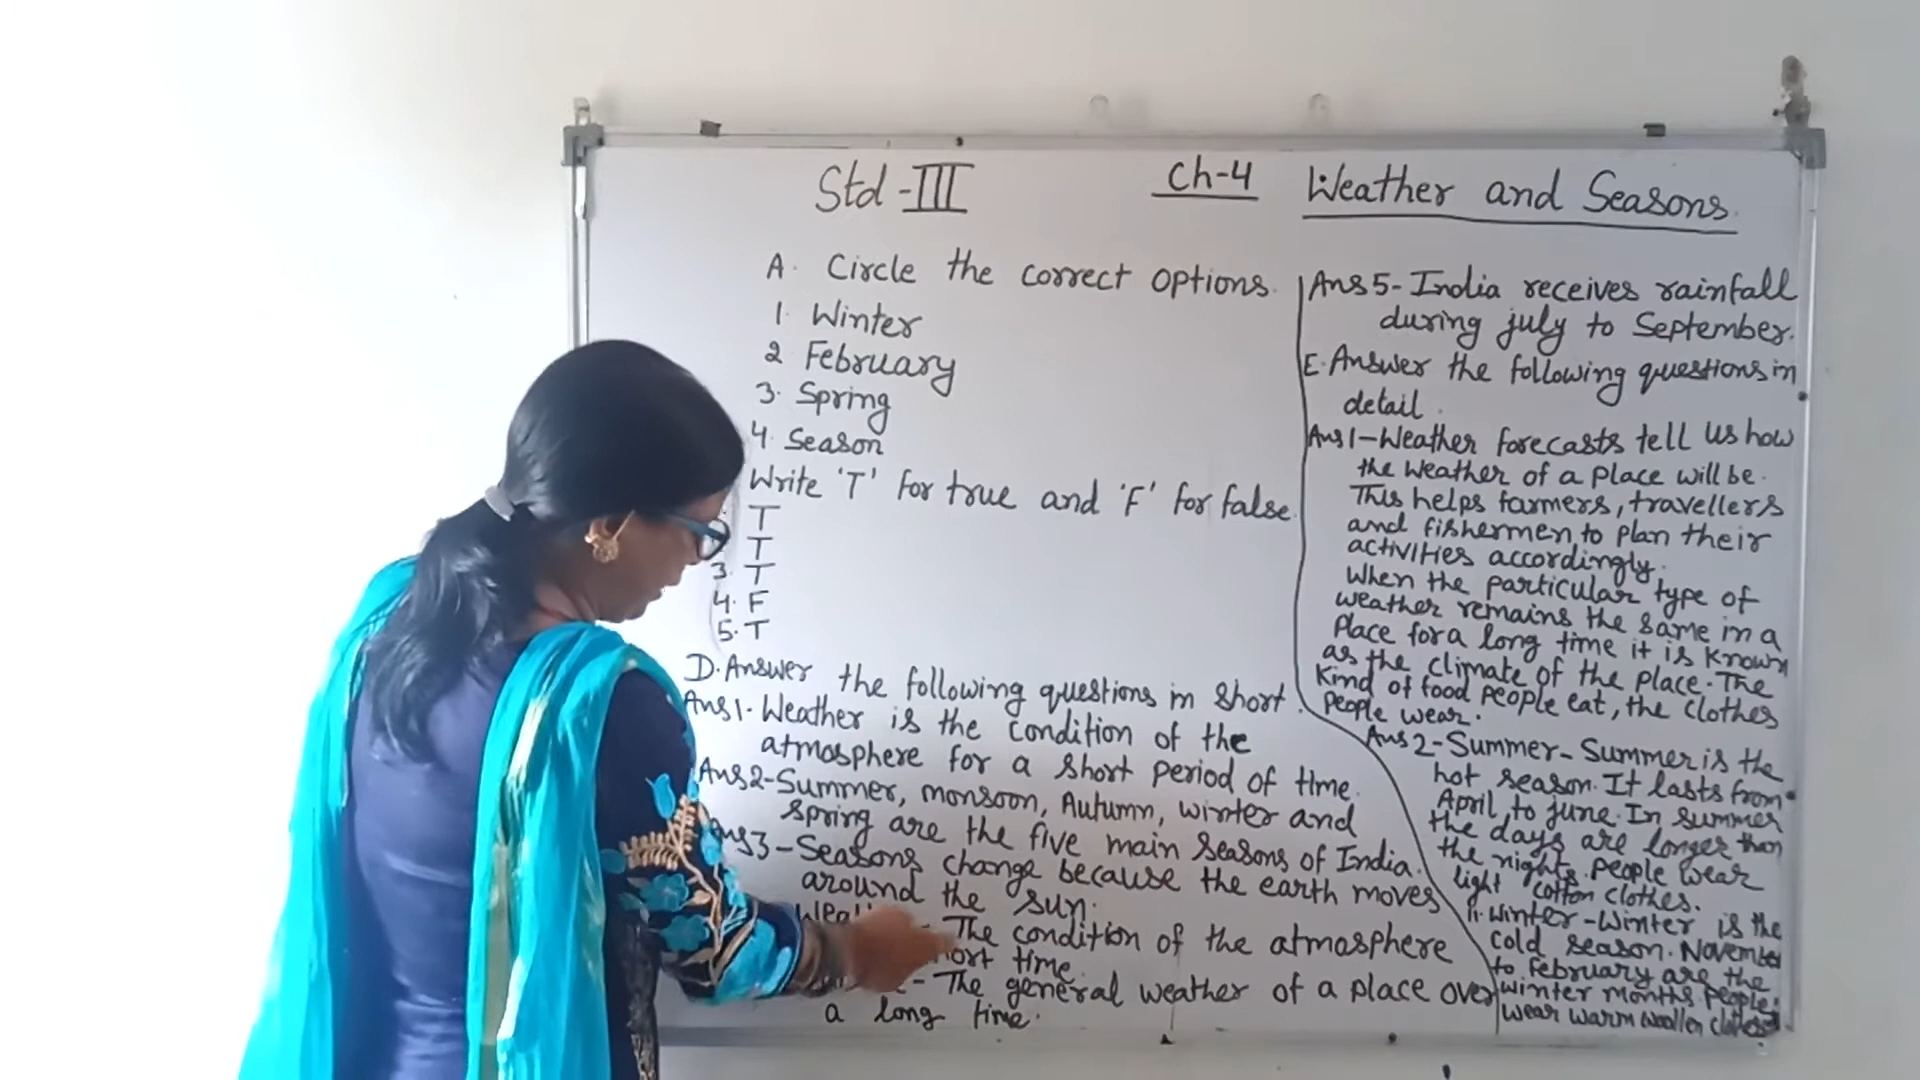 Std-III
Ch-4 Weather and Seasons.
A. Circle the correct options.
1. Winter
2 February
3. Spring
4. Season
Write 'T' for true and 'F' for false.
T
T
3. T
4. F
5. T
D. Answer the following questions in short.
Ans1. Weather is the condition of the
atmosphere for a short period of time.
Ans2-Summer, monsoon, Autumn, winter and
spring are the five main seasons of India.
Ans3-Seasons change because the earth moves
around the sun.
- The condition of the atmosphere
time.
- The general weather of a place over
a long time.
Ans5-India receives rainfall
during july to September.
E. Answer the following questions in
detail.
Ans1-Weather forecasts tell us how
the weather of a place will be.
This helps farmers, travellers
and fishermen to plan their
activities accordingly.
When the particular type of
weather remains the same in a
place for a long time it is known
as the climate of the place. The
kind of food people eat, the clothes
people wear.
Ans2-Summer-Summer is the
hot season. It lasts from
April to june. In summer
the days are longer than
the nights. People wear
light cotton clothes.
11. Winter-Winter is the
cold season. November
to february are the
winter months. People
wear warm woollen clothes